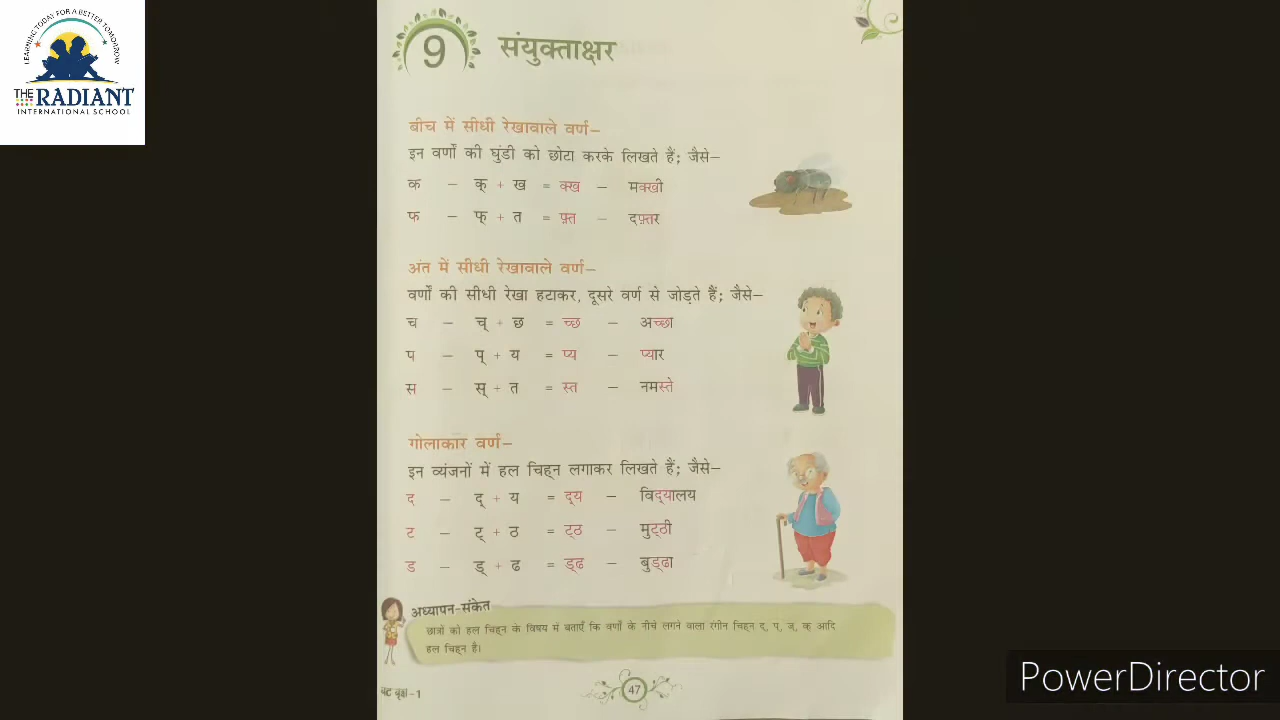 LEARNING TODAY FOR A BETTER TOMORROW
THE RADIANT
INTERNATIONAL SCHOOL
9 संयुक्ताक्षर
बीच में सीधी रेखावाले वर्ण–
इन वर्णों की घुंडी को छोटा करके लिखते हैं; जैसे–
क – क् + ख = क्ख – मक्खी
फ – फ् + त = फ़्त – दफ़्तर
अंत में सीधी रेखावाले वर्ण–
वर्णों की सीधी रेखा हटाकर, दूसरे वर्ण से जोड़ते हैं; जैसे–
च – च् + छ = च्छ – अच्छा
प – प् + य = प्य – प्यार
स – स् + त = स्त – नमस्ते
गोलाकार वर्ण–
इन व्यंजनों में हल चिह्न लगाकर लिखते हैं; जैसे–
द – द् + य = द्‌य – विद्‌यालय
ट – ट् + ठ = ट्‌ठ – मुट्‌ठी
ड – ड् + ढ = ड्‌ढ – बुड्‌ढा
अध्यापन-संकेत
छात्रों को हल चिह्न के विषय में बताएँ कि वर्णों के नीचे लगने वाला रंगीन चिह्न द्, प्, ज्, क् आदि
हल चिह्न है।
वट वृक्ष-1
47
PowerDirector